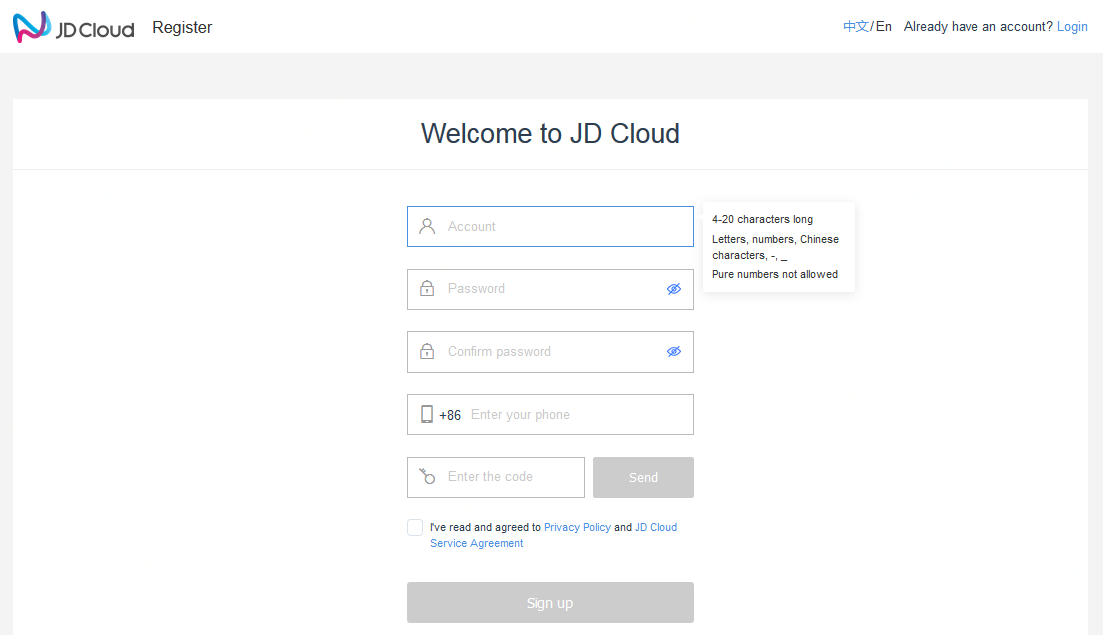 JD Cloud Register 中文/En Already have an account? Login
Welcome to JD Cloud
Account
4-20 characters long
Letters, numbers, Chinese
characters, -, _
Pure numbers not allowed
Password
Confirm password
+86 Enter your phone
Enter the code Send
I've read and agreed to Privacy Policy and JD Cloud
Service Agreement
Sign up